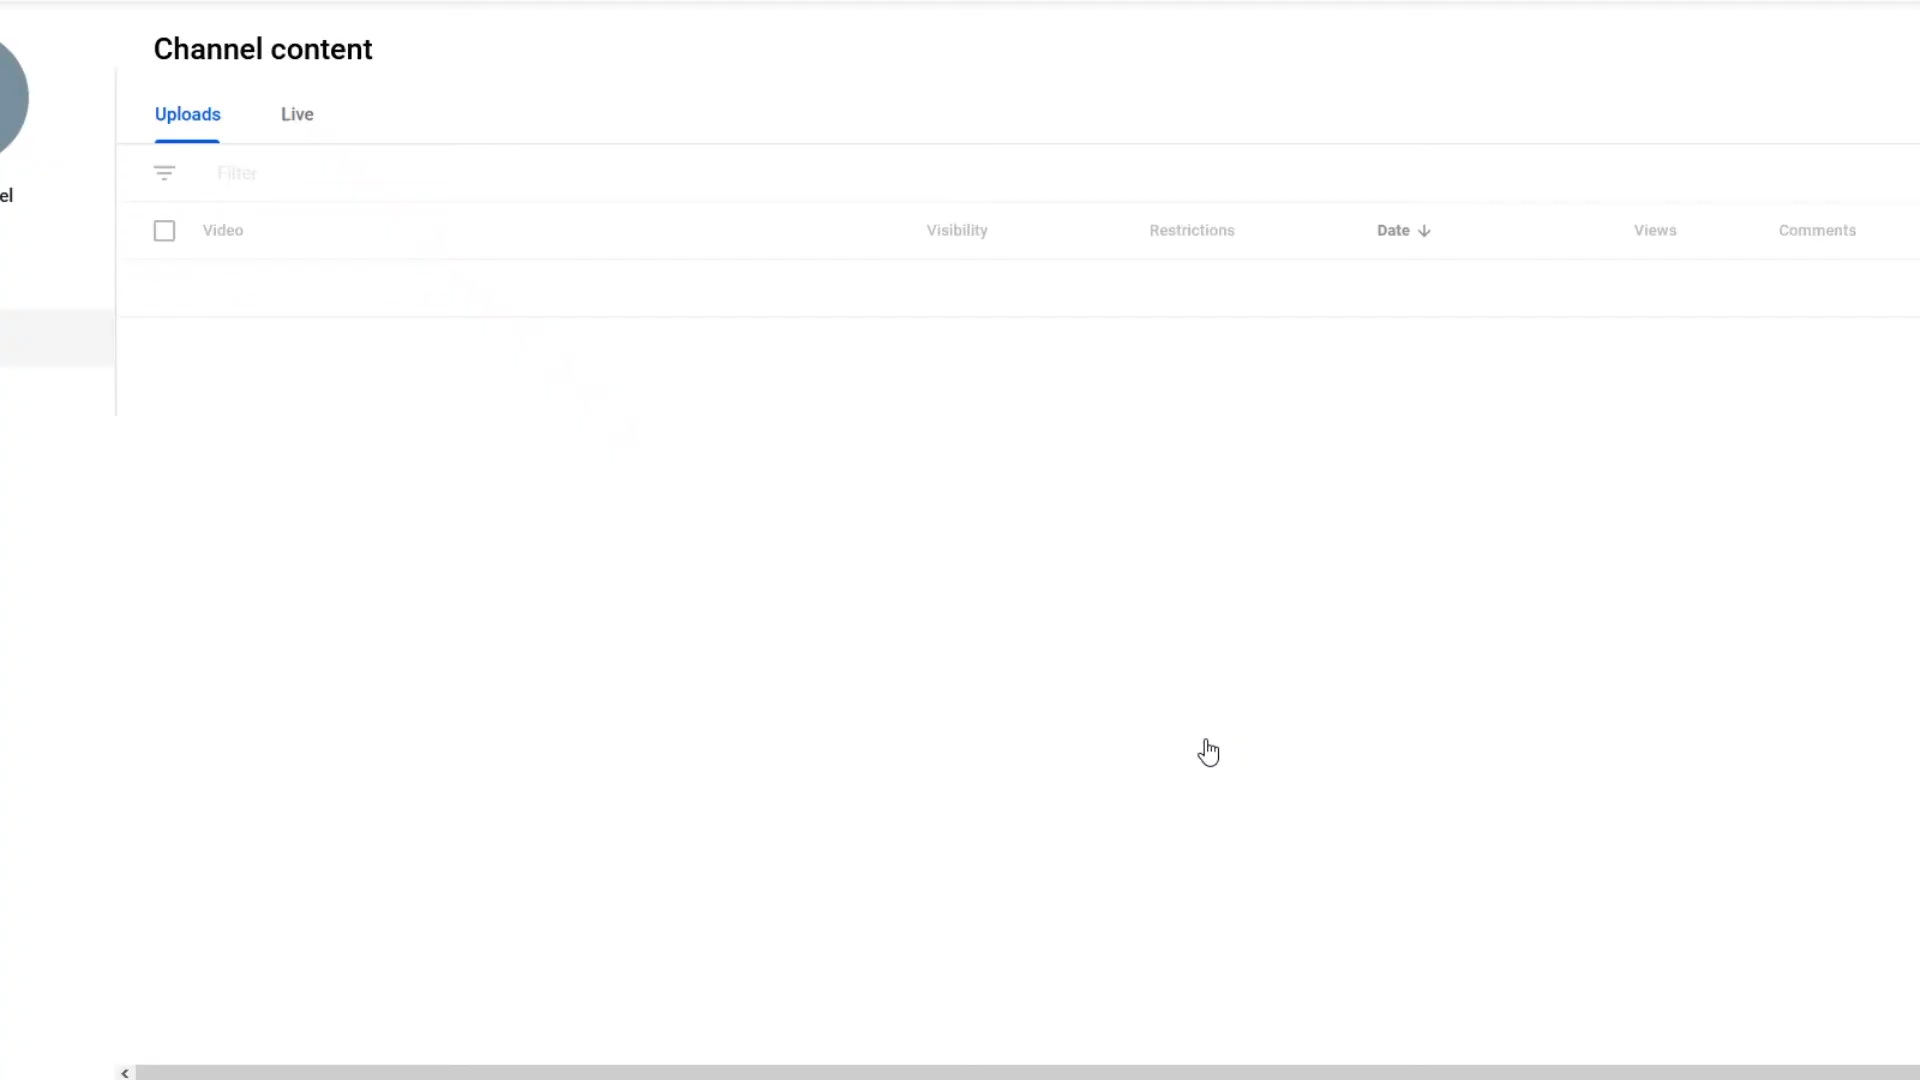 Channel content
Uploads Live
el
Filter
Video Visibility Restrictions Date Views Comments